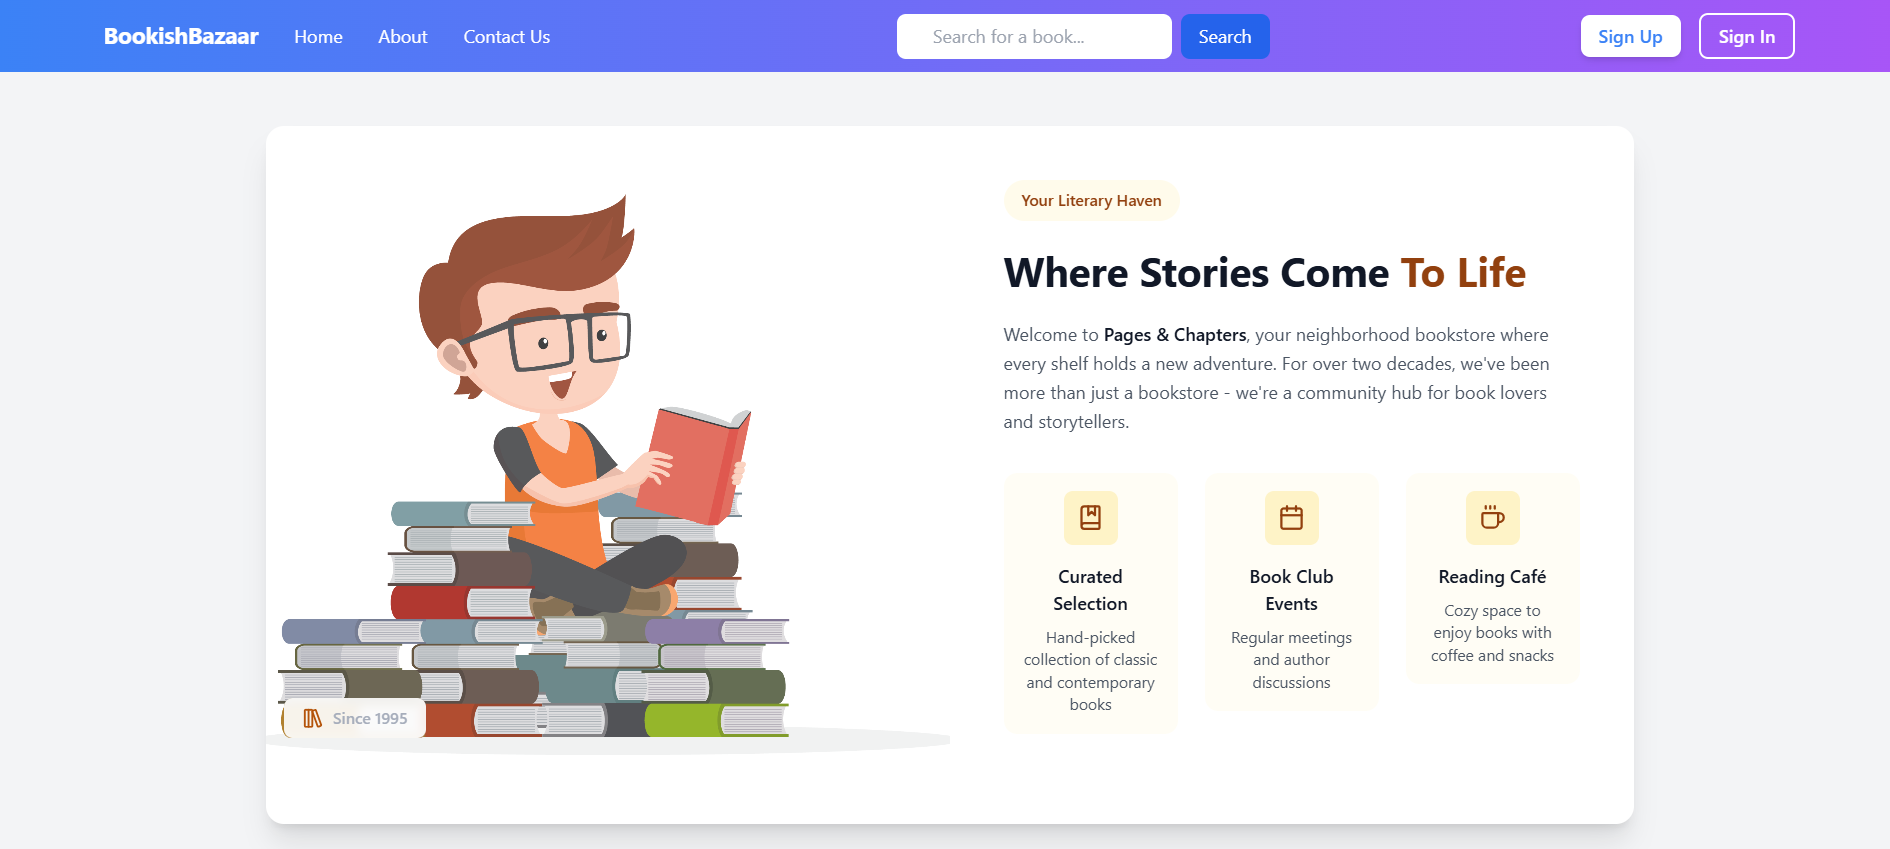 BookishBazaar
Home
About
Contact Us
Search for a book...
Search
Sign Up
Sign In
Your Literary Haven
Where Stories Come To Life
Welcome to Pages & Chapters, your neighborhood bookstore where
every shelf holds a new adventure. For over two decades, we've been
more than just a bookstore - we're a community hub for book lovers
and storytellers.
Curated
Selection
Hand-picked
collection of classic
and contemporary
books
Book Club
Events
Regular meetings
and author
discussions
Reading Café
Cozy space to
enjoy books with
coffee and snacks
Since 1995